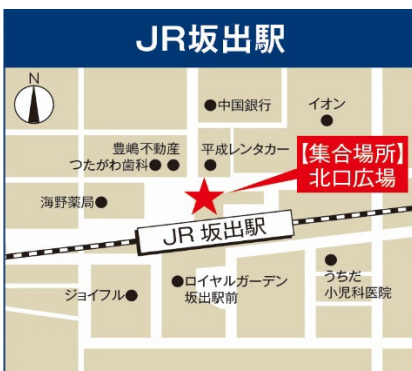 JR坂出駅
N
中国銀行
イオン
豊嶋不動産
平成レンタカー
つたがわ歯科
【集合場所】
北口広場
海野薬局
JR 坂出駅
ジョイフル
ロイヤルガーデン
坂出駅前
うちだ
小児科医院